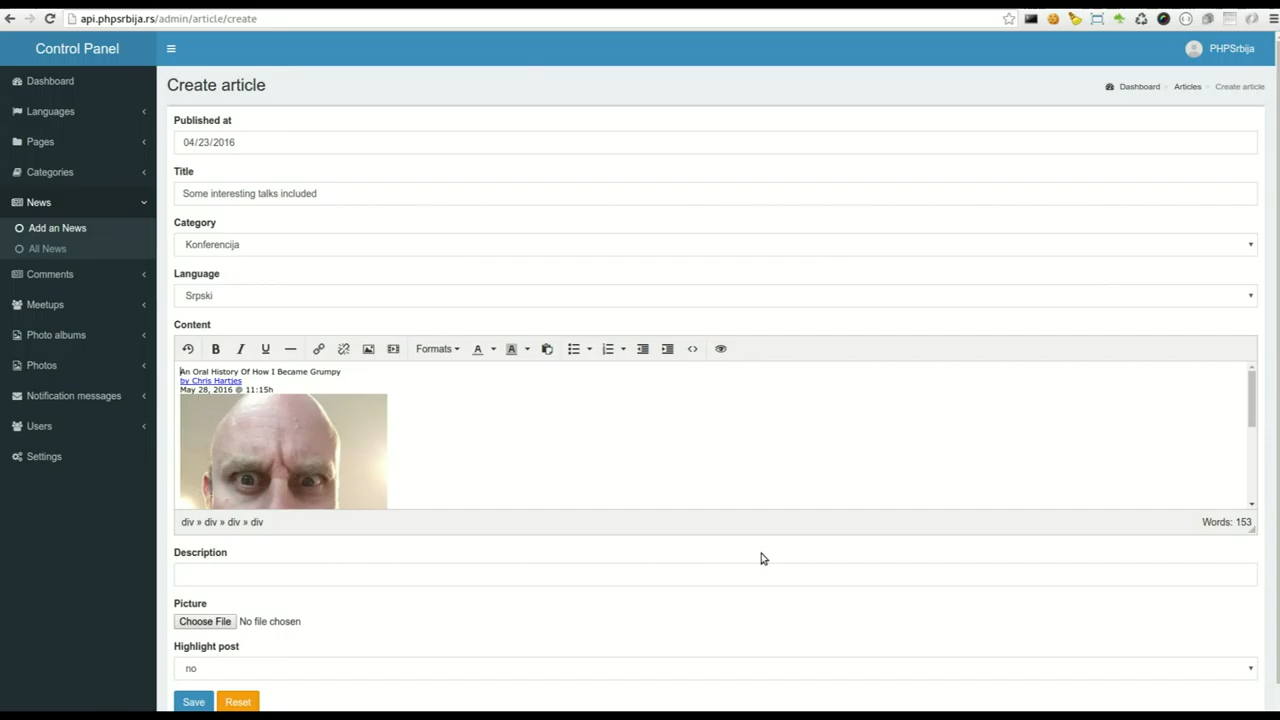 api.phpsrbija.rs/admin/article/create
Control Panel
PHPSrbija
Dashboard
Languages
Pages
Categories
News
Add an News
All News
Comments
Meetups
Photo albums
Photos
Notification messages
Users
Settings
Create article
Dashboard Articles Create article
Published at
04/23/2016
Title
Some interesting talks included
Category
Konferencija
Language
Srpski
Content
Formats A A
An Oral History Of How I Became Grumpy
by Chris Hartjes
May 28, 2016 @ 11:15h
div » div » div » div
Words: 153
Description
Picture
Choose File No file chosen
Highlight post
no
Save Reset